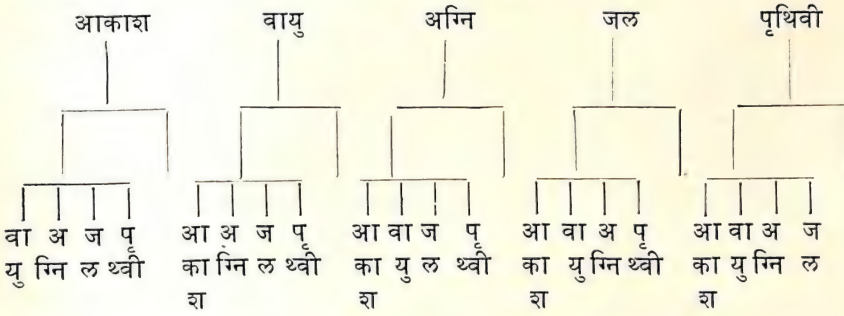 आकाश वायु अग्नि जल पृथिवी
वा अ ज पृ आ अ ज पृ आ वा ज पृ आ वा अ पृ आ वा अ ज
यु ग्नि ल थ्वी का ग्नि ल थ्वी का यु ल थ्वी का यु ग्नि थ्वी का यु ग्नि ल
श श श श